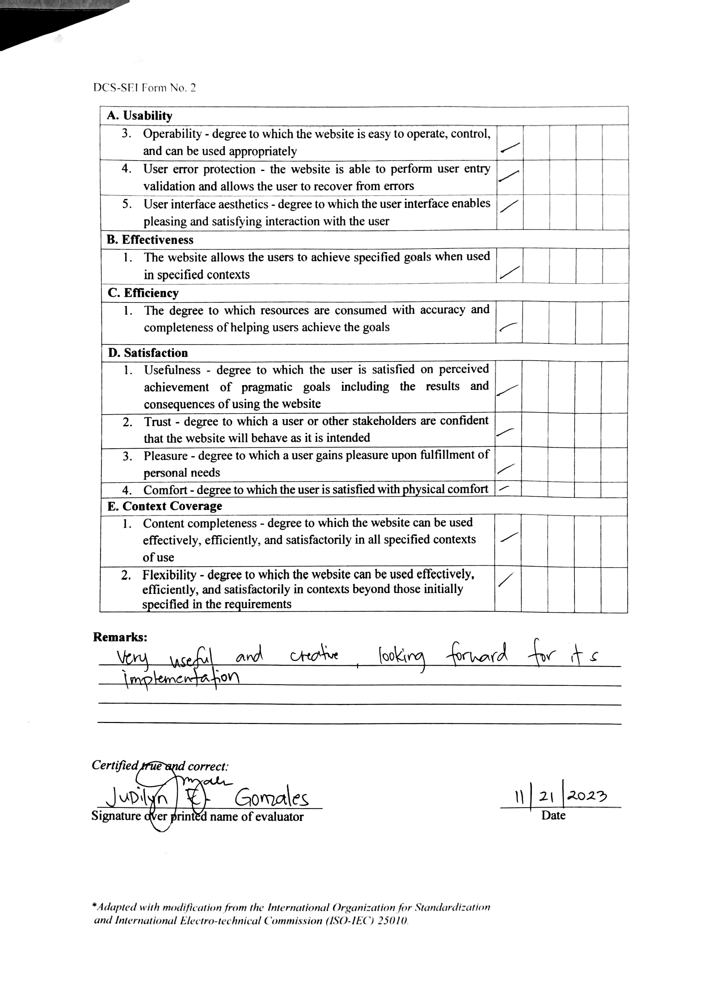 DCS-SEI Form No. 2
A. Usability
3. Operability - degree to which the website is easy to operate, control,
and can be used appropriately
4. User error protection - the website is able to perform user entry
validation and allows the user to recover from errors
5. User interface aesthetics - degree to which the user interface enables
pleasing and satisfying interaction with the user
B. Effectiveness
1. The website allows the users to achieve specified goals when used
in specified contexts
C. Efficiency
1. The degree to which resources are consumed with accuracy and
completeness of helping users achieve the goals
D. Satisfaction
1. Usefulness - degree to which the user is satisfied on perceived
achievement of pragmatic goals including the results and
consequences of using the website
2. Trust - degree to which a user or other stakeholders are confident
that the website will behave as it is intended
3. Pleasure - degree to which a user gains pleasure upon fulfillment of
personal needs
4. Comfort - degree to which the user is satisfied with physical comfort
E. Context Coverage
1. Content completeness - degree to which the website can be used
effectively, efficiently, and satisfactorily in all specified contexts
of use
2. Flexibility - degree to which the website can be used effectively,
efficiently, and satisfactorily in contexts beyond those initially
specified in the requirements
Remarks:
Very useful and creative, looking forward for it s
implementation
Certified true and correct:
Judilyn E. Gonzales
11/21/2023
Signature over printed name of evaluator
Date
*Adapted with modification from the International Organization for Standardization
and International Electro-technical Commission (ISO-IEC) 25010.